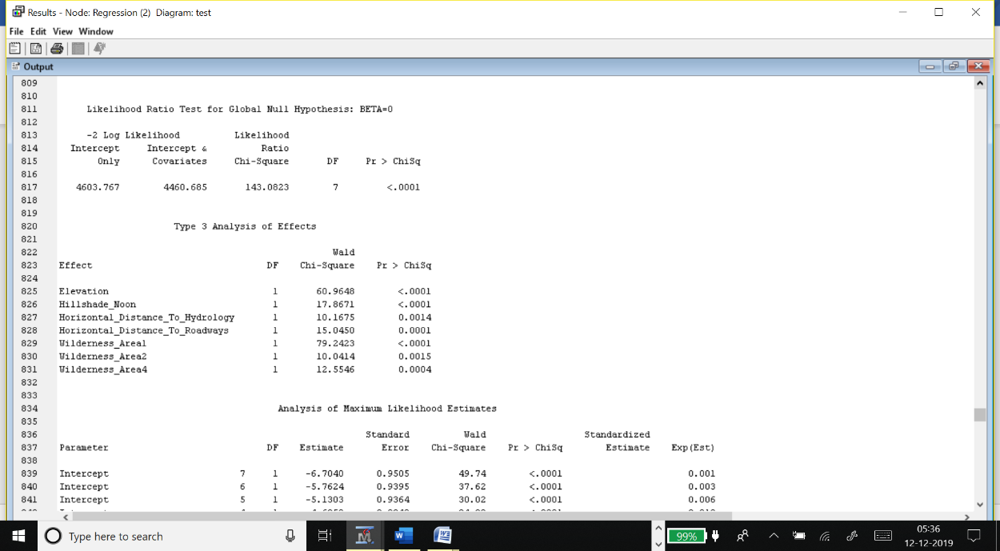 Results - Node: Regression (2) Diagram: test
File Edit View Window
Output
809
810
811 Likelihood Ratio Test for Global Null Hypothesis: BETA=0
812
813 -2 Log Likelihood Likelihood
814 Intercept Intercept & Ratio
815 Only Covariates Chi-Square DF Pr > ChiSq
816
817 4603.767 4460.685 143.0823 7 <.0001
818
819
820 Type 3 Analysis of Effects
821
822 Wald
823 Effect DF Chi-Square Pr > ChiSq
824
825 Elevation 1 60.9648 <.0001
826 Hillshade_Noon 1 17.8671 <.0001
827 Horizontal_Distance_To_Hydrology 1 10.1675 0.0014
828 Horizontal_Distance_To_Roadways 1 15.0450 0.0001
829 Wilderness_Area1 1 79.2423 <.0001
830 Wilderness_Area2 1 10.0414 0.0015
831 Wilderness_Area4 1 12.5546 0.0004
832
833
834 Analysis of Maximum Likelihood Estimates
835
836 Standard Wald Standardized
837 Parameter DF Estimate Error Chi-Square Pr > ChiSq Estimate Exp(Est)
838
839 Intercept 7 1 -6.7040 0.9505 49.74 <.0001 0.001
840 Intercept 6 1 -5.7624 0.9395 37.62 <.0001 0.003
841 Intercept 5 1 -5.1303 0.9364 30.02 <.0001 0.006
Type here to search
99%
05:36
12-12-2019